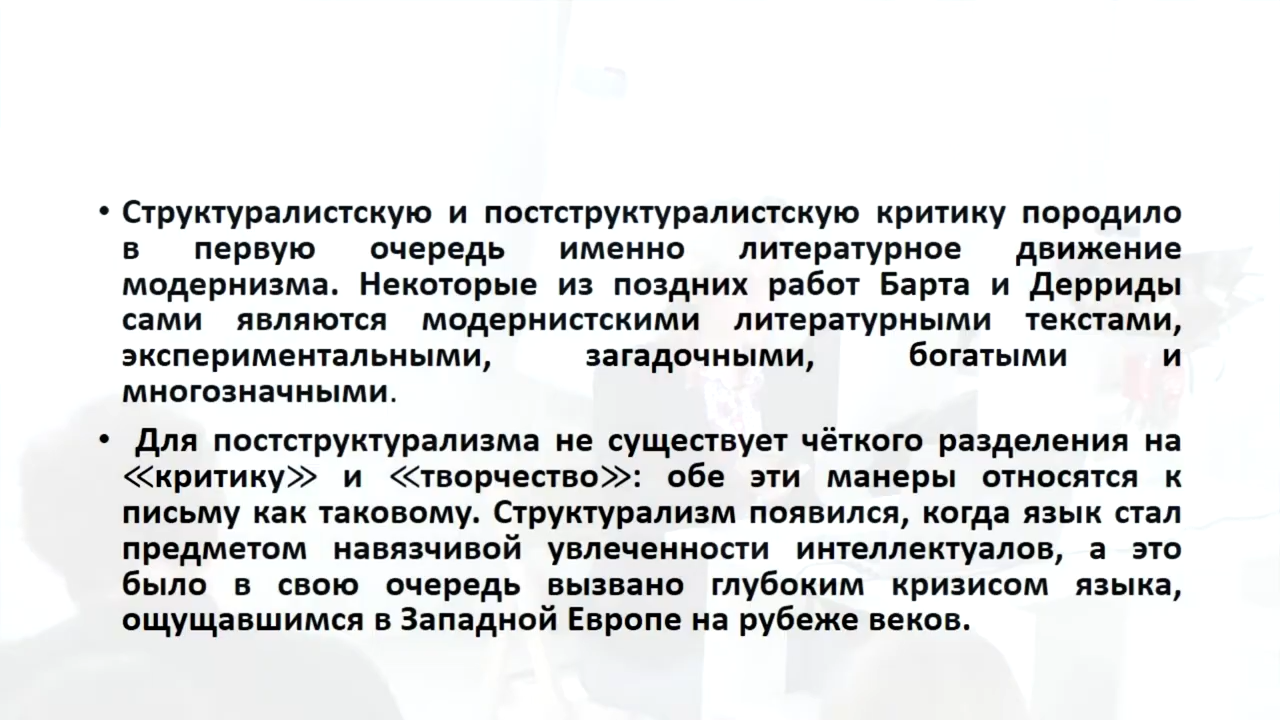 • Структуралистскую и постструктуралистскую критику породило
в первую очередь именно литературное движение
модернизма. Некоторые из поздних работ Барта и Дерриды
сами являются модернистскими литературными текстами,
экспериментальными, загадочными, богатыми и
многозначными.
• Для постструктурализма не существует чёткого разделения на
≪критику≫ и ≪творчество≫: обе эти манеры относятся к
письму как таковому. Структурализм появился, когда язык стал
предметом навязчивой увлеченности интеллектуалов, а это
было в свою очередь вызвано глубоким кризисом языка,
ощущавшимся в Западной Европе на рубеже веков.